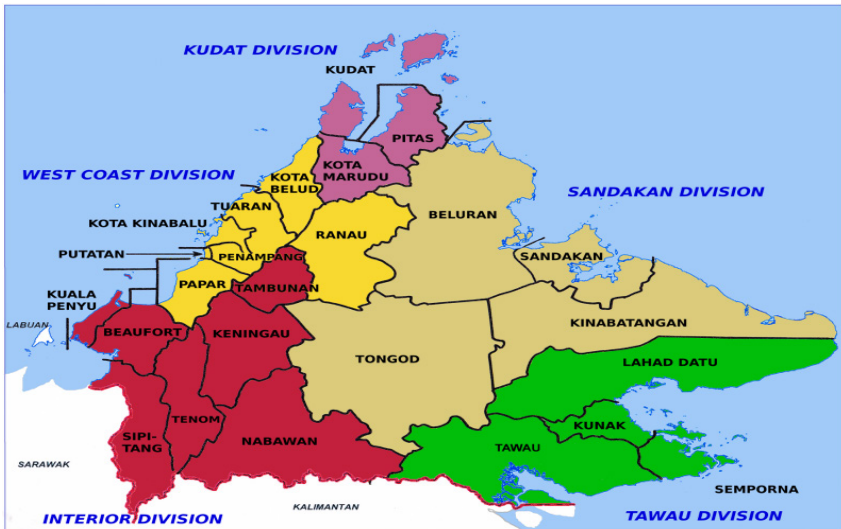 KUDAT DIVISION
KUDAT
PITAS
KOTA
MARUDU
WEST COAST DIVISION
KOTA
BELUD
TUARAN
SANDAKAN DIVISION
BELURAN
KOTA KINABALU
RANAU
PUTATAN
PENAMPANG
SANDAKAN
PAPAR
TAMBUNAN
KUALA
PENYU
LABUAN
BEAUFORT
KENINGAU
KINABATANGAN
TONGOD
LAHAD DATU
TENOM
KUNAK
SIPI-
TANG
NABAWAN
TAWAU
SARAWAK
SEMPORNA
KALIMANTAN
INTERIOR DIVISION
TAWAU DIVISION